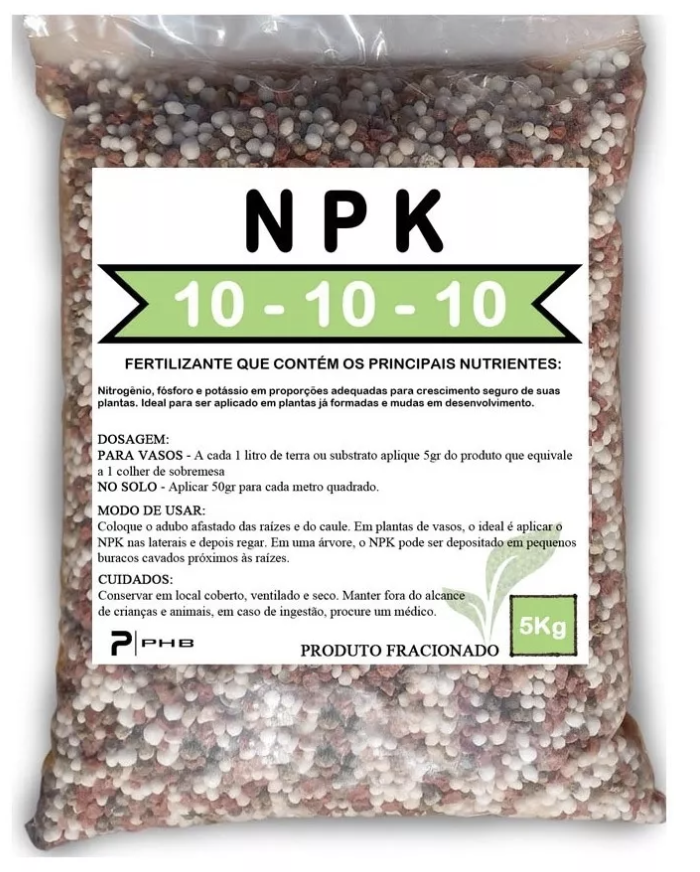 NPK
10 - 10 - 10
FERTILIZANTE QUE CONTÉM OS PRINCIPAIS NUTRIENTES:
Nitrogênio, fósforo e potássio em proporções adequadas para crescimento seguro de suas
plantas. Ideal para ser aplicado em plantas já formadas e mudas em desenvolvimento.
DOSAGEM:
PARA VASOS - A cada 1 litro de terra ou substrato aplique 5gr do produto que equivale
a 1 colher de sobremesa
NO SOLO - Aplicar 50gr para cada metro quadrado.
MODO DE USAR:
Coloque o adubo afastado das raízes e do caule. Em plantas de vasos, o ideal é aplicar o
NPK nas laterais e depois regar. Em uma árvore, o NPK pode ser depositado em pequenos
buracos cavados próximos às raízes.
CUIDADOS:
Conservar em local coberto, ventilado e seco. Manter fora do alcance
de crianças e animais, em caso de ingestão, procure um médico.
5Kg
P|PHB
PRODUTO FRACIONADO